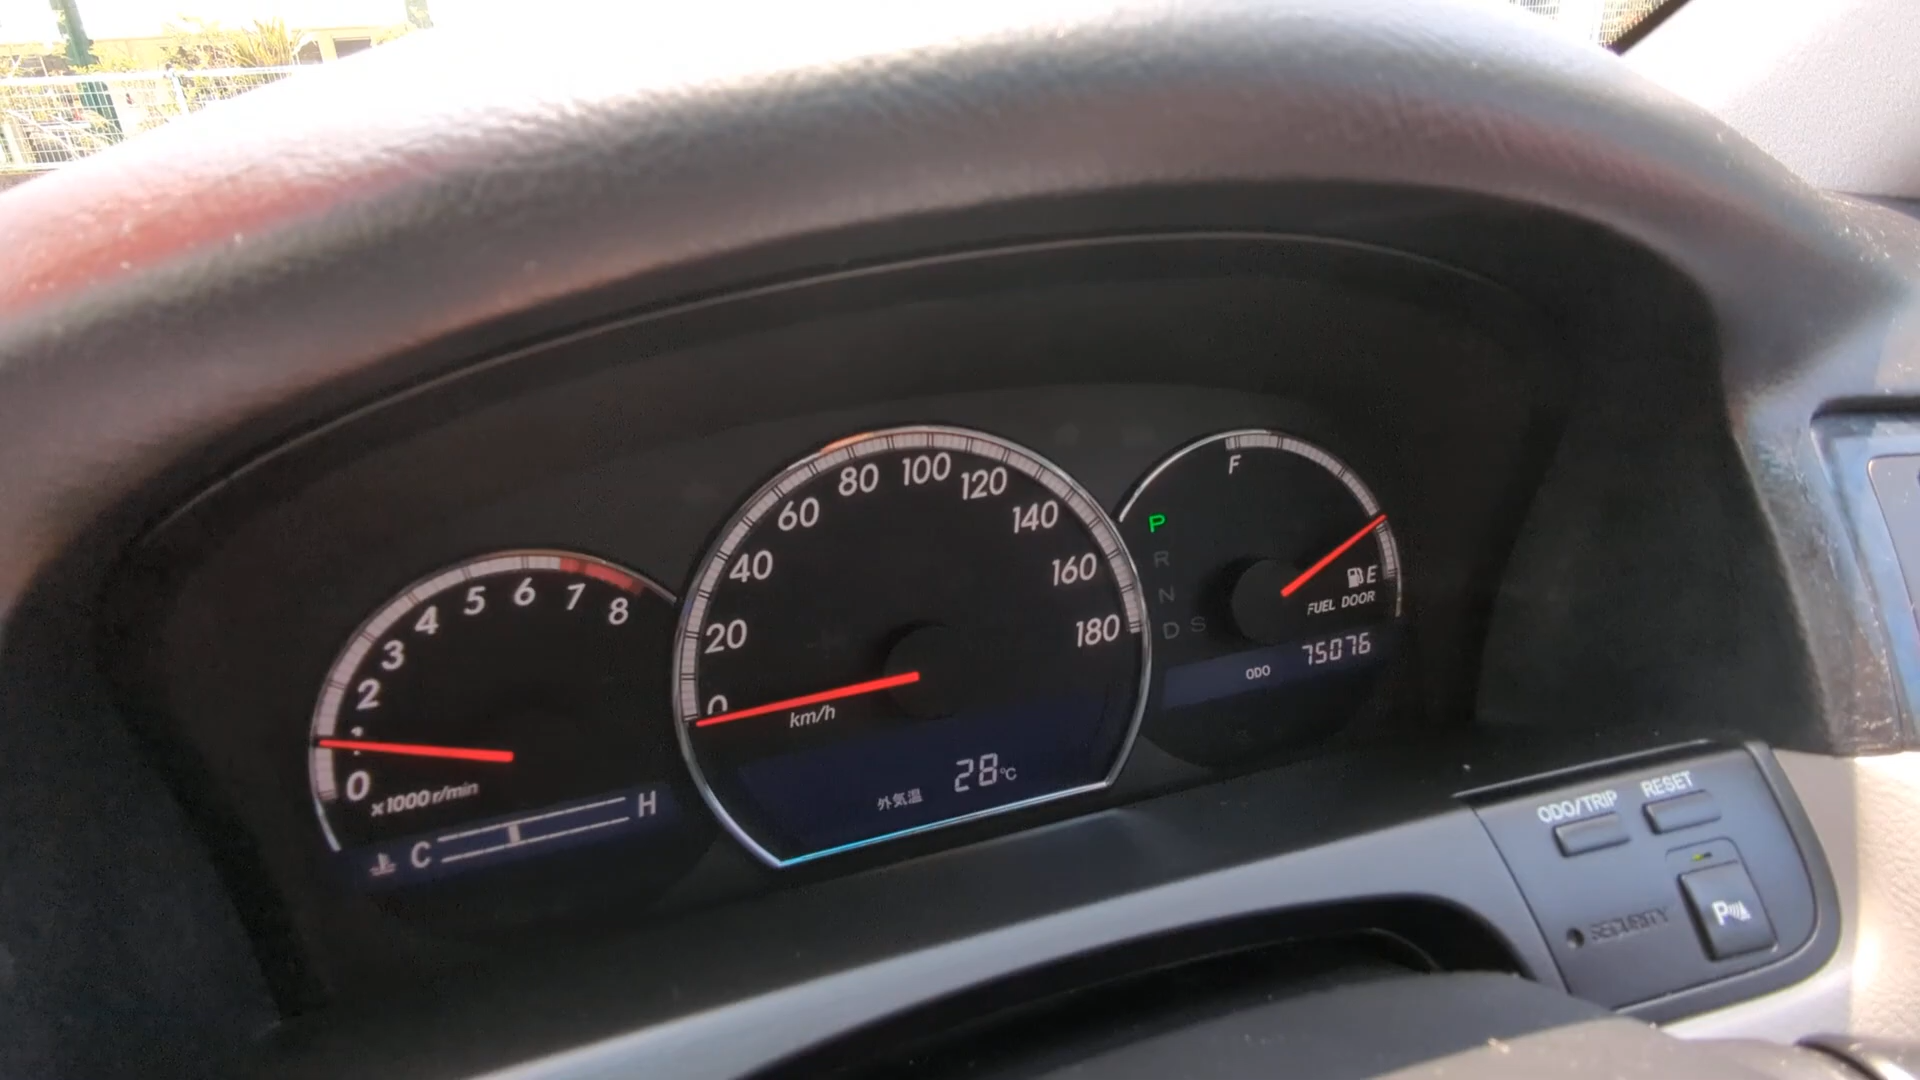 0 1 2 3 4 5 6 7 8
x1000 r/min
C H
0 20 40 60 80 100 120 140 160 180
km/h
外気温 28℃
P
R
N
D S
F
E
FUEL DOOR
ODO 75076
ODO/TRIP RESET
SECURITY
P